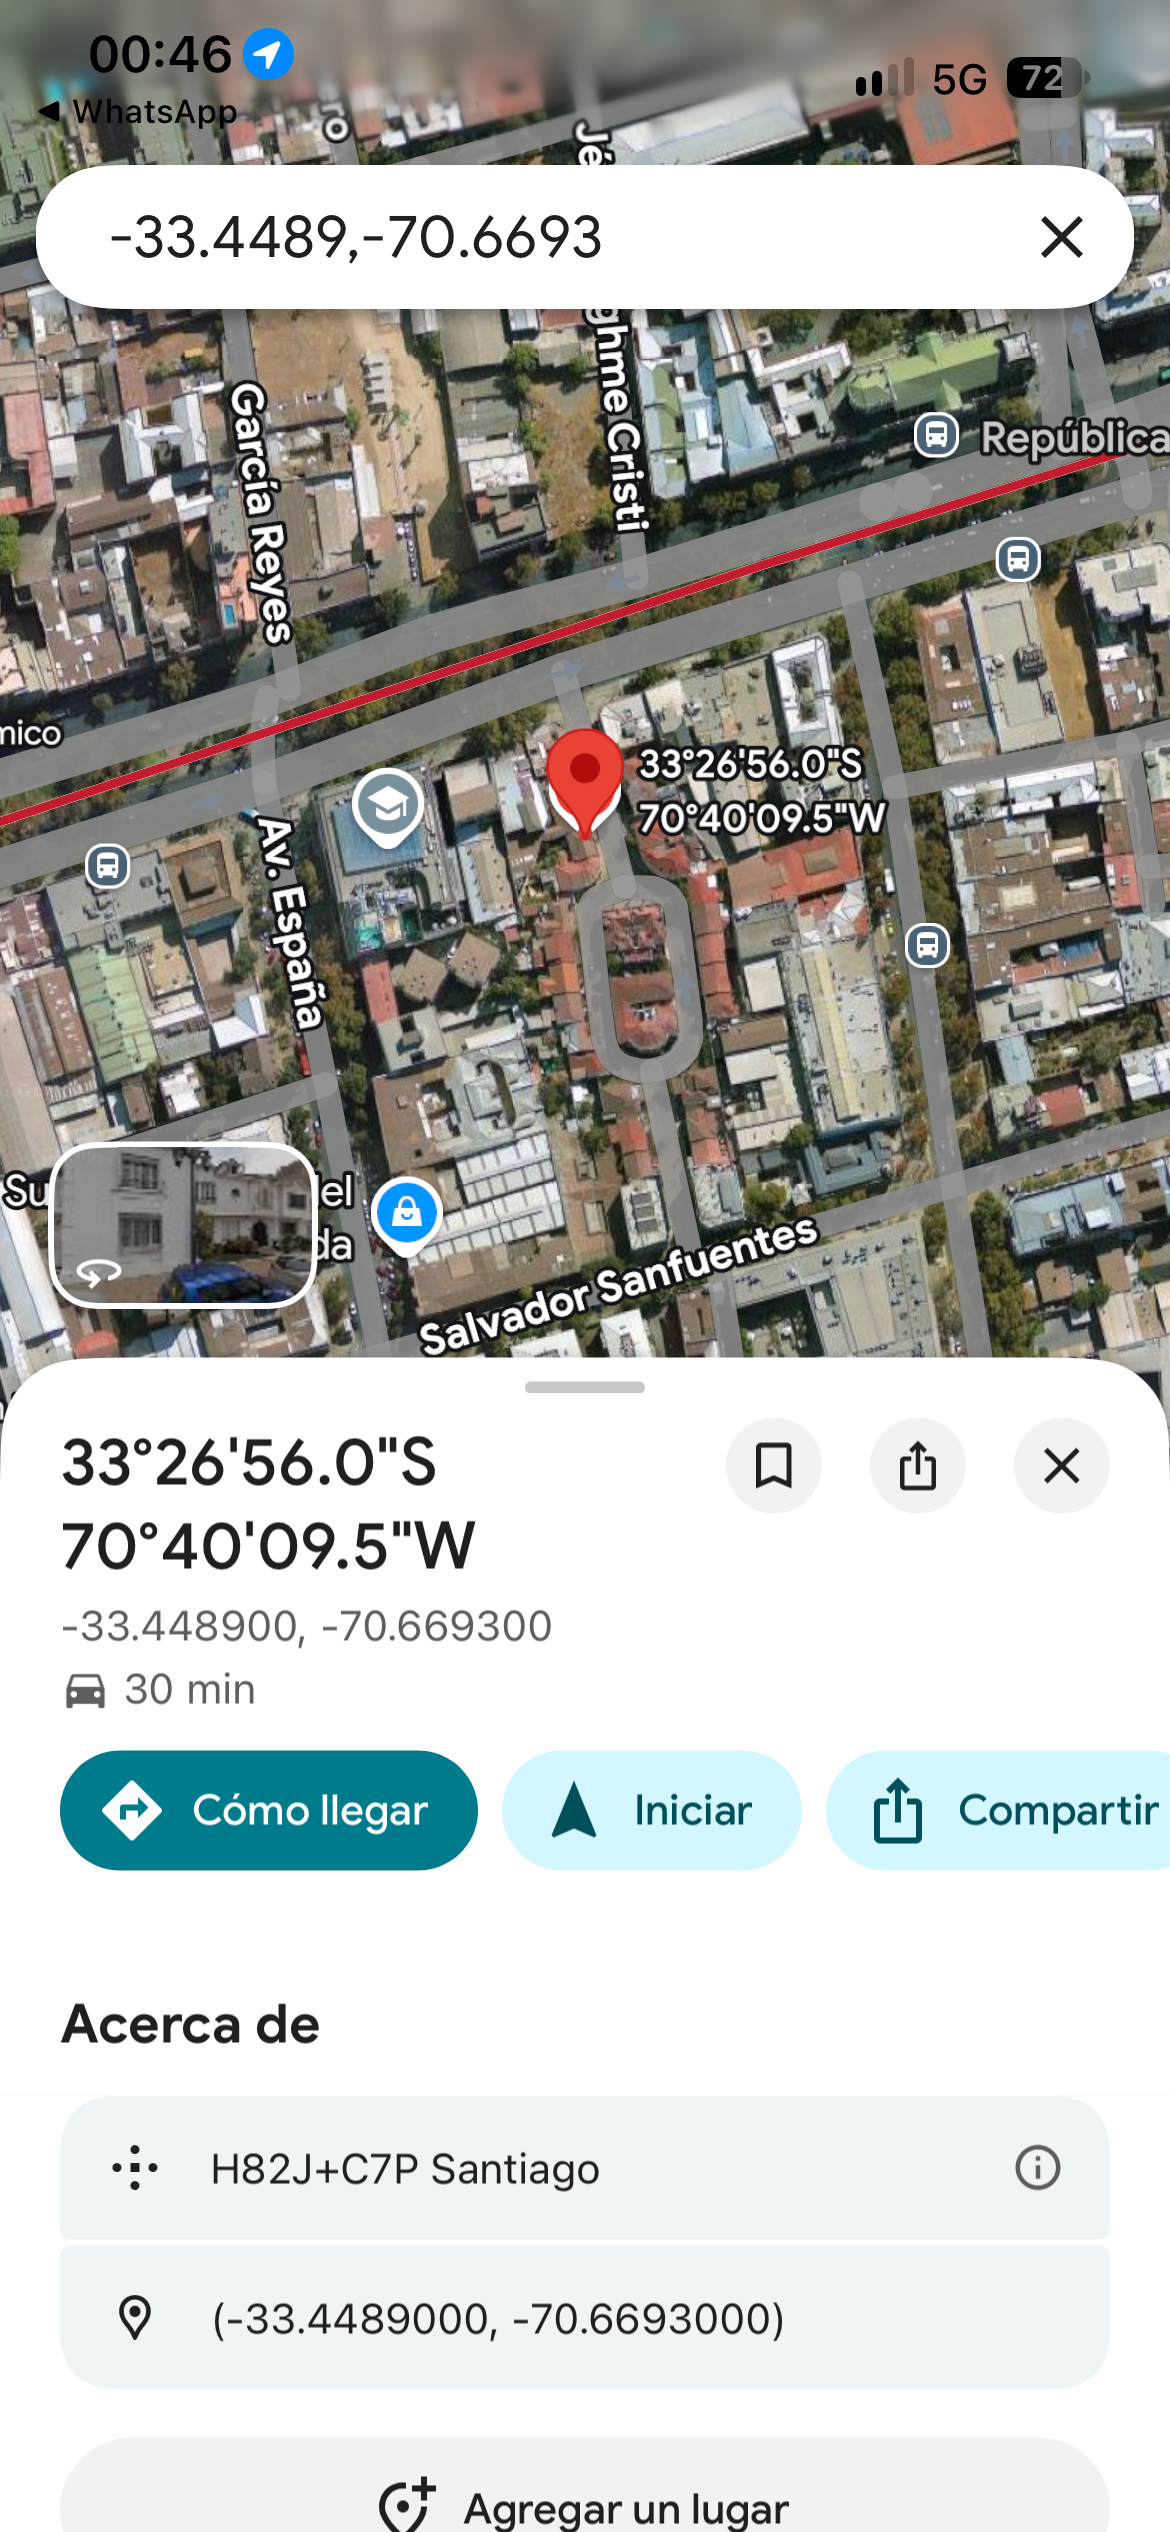 00:46
5G
72
◀ WhatsApp
-33.4489,-70.6693
García Reyes
ghme Cristi
República
33°26'56.0"S
70°40'09.5"W
Av. España
Salvador Sanfuentes
33°26'56.0"S
70°40'09.5"W
-33.448900, -70.669300
30 min
Cómo llegar
Iniciar
Compartir
Acerca de
H82J+C7P Santiago
(-33.4489000, -70.6693000)
Agregar un lugar